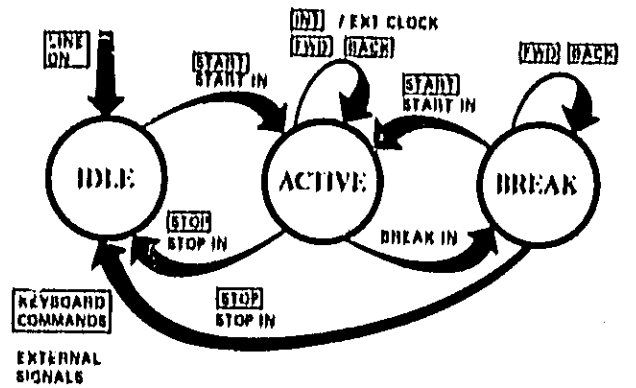 INT / EXT CLOCK
FWD BACK
LINE
ON
START
START IN
START
START IN
FWD BACK
IDLE
ACTIVE
BREAK
STOP
STOP IN
BREAK IN
STOP
STOP IN
KEYBOARD
COMMANDS
EXTERNAL
SIGNALS